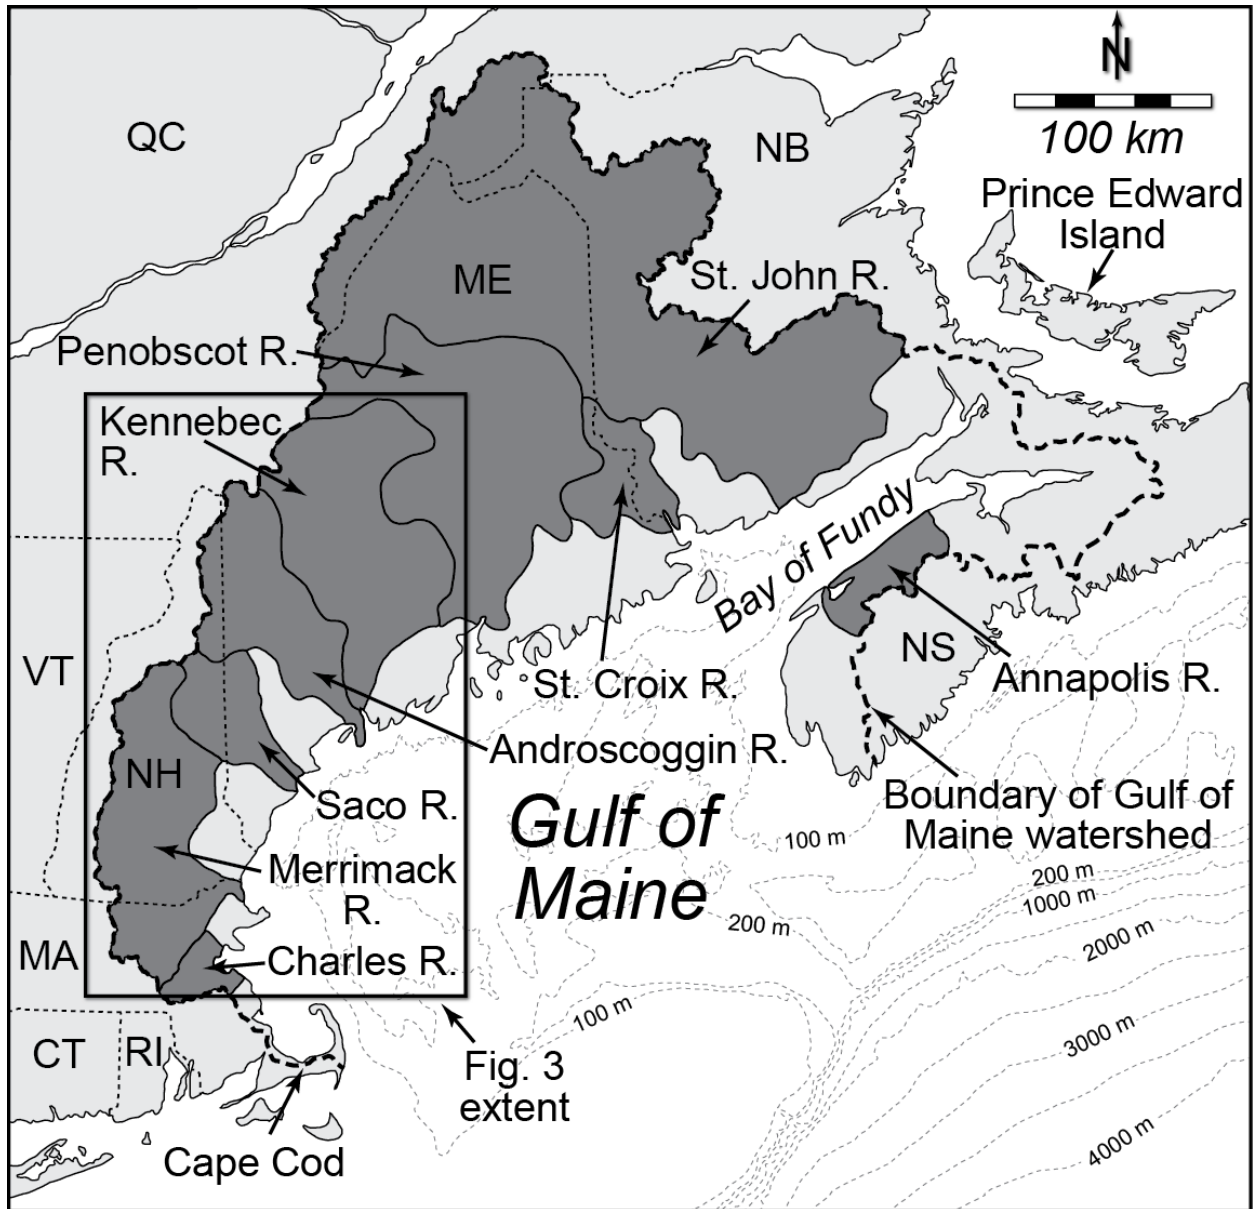 N
100 km
QC
NB
Prince Edward
Island
ME
St. John R.
Penobscot R.
Kennebec
R.
Bay of Fundy
VT
NS
St. Croix R.
Annapolis R.
Androscoggin R.
NH
Saco R.
Gulf of
Maine
Boundary of Gulf of
Maine watershed
100 m
Merrimack
R.
200 m
1000 m
200 m
2000 m
MA
Charles R.
100 m
3000 m
CT
RI
Fig. 3
extent
4000 m
Cape Cod